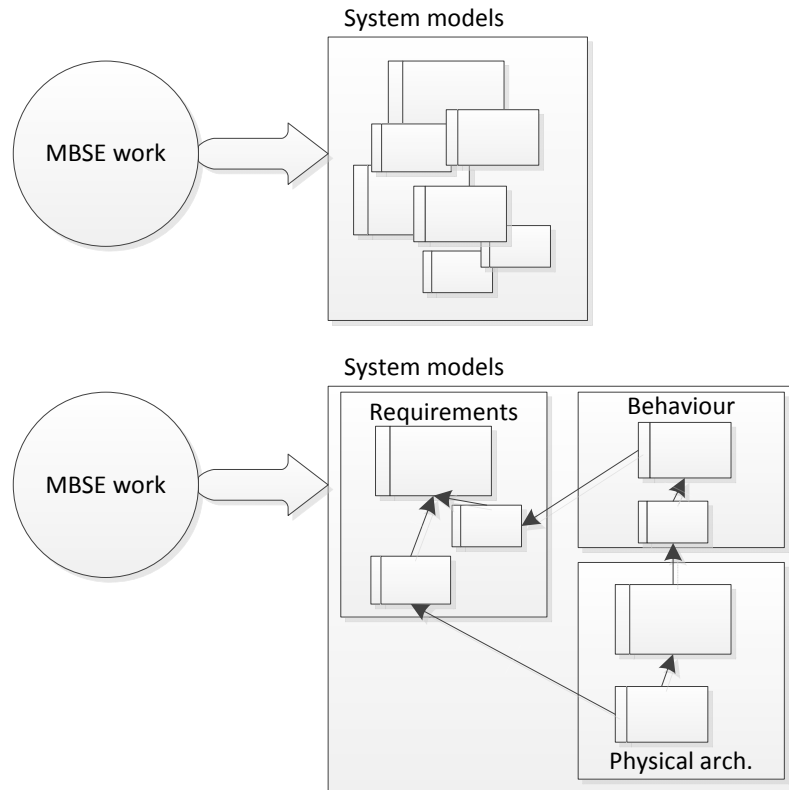 System models
MBSE work
System models
Requirements
Behaviour
MBSE work
Physical arch.